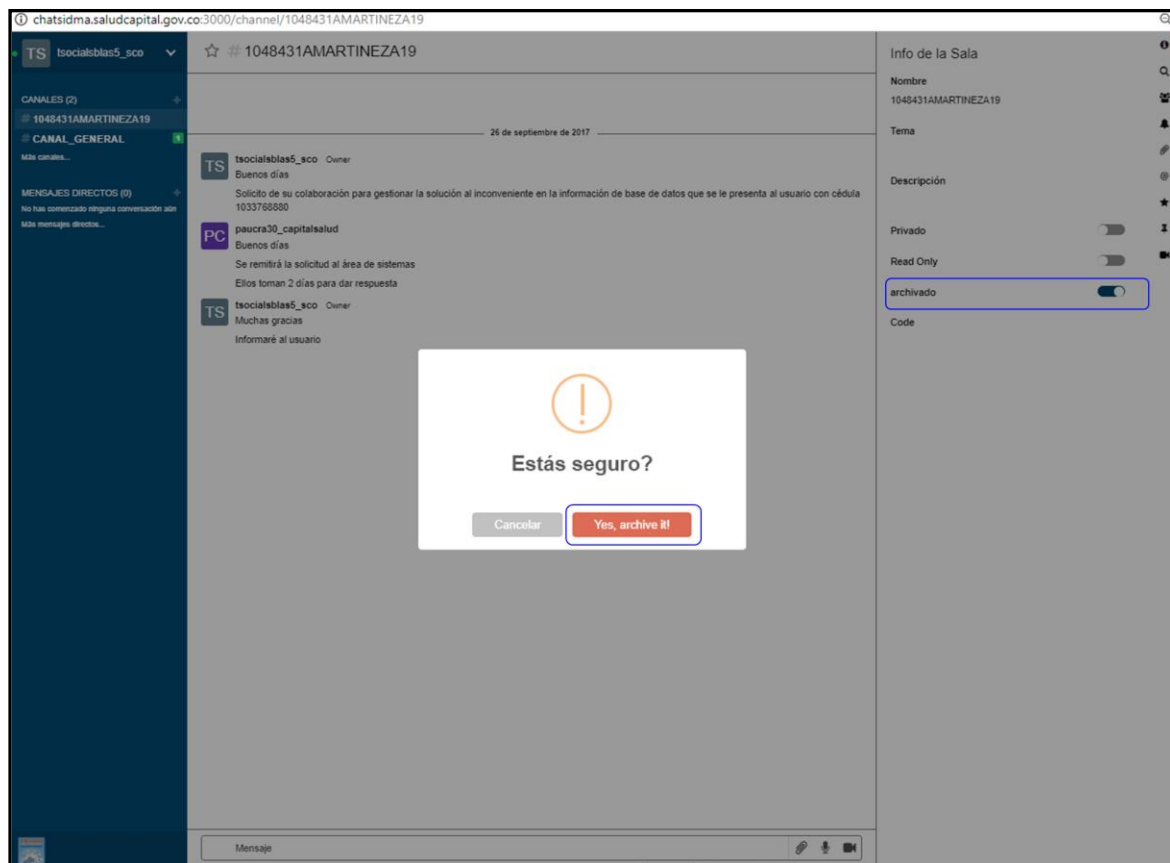 chatsidma.saludcapital.gov.co:3000/channel/1048431AMARTINEZA19
TS tsocialsblas5_sco
CANALES (2)
# 1048431AMARTINEZA19
# CANAL_GENERAL 1
Más canales...
MENSAJES DIRECTOS (0)
No has comenzado ninguna conversación aún
Más mensajes directos...
#1048431AMARTINEZA19
26 de septiembre de 2017
TS
tsocialsblas5_sco Owner
Buenos días
Solicito de su colaboración para gestionar la solución al inconveniente en la información de base de datos que se le presenta al usuario con cédula
1033768880
PC
paucra30_capitalsalud
Buenos días
Se remitirá la solicitud al área de sistemas
Ellos toman 2 días para dar respuesta
TS
tsocialsblas5_sco Owner
Muchas gracias
Informaré al usuario
Estás seguro?
Cancelar
Yes, archive it!
Mensaje
Info de la Sala
Nombre
1048431AMARTINEZA19
Tema
Descripción
Privado
Read Only
archivado
Code